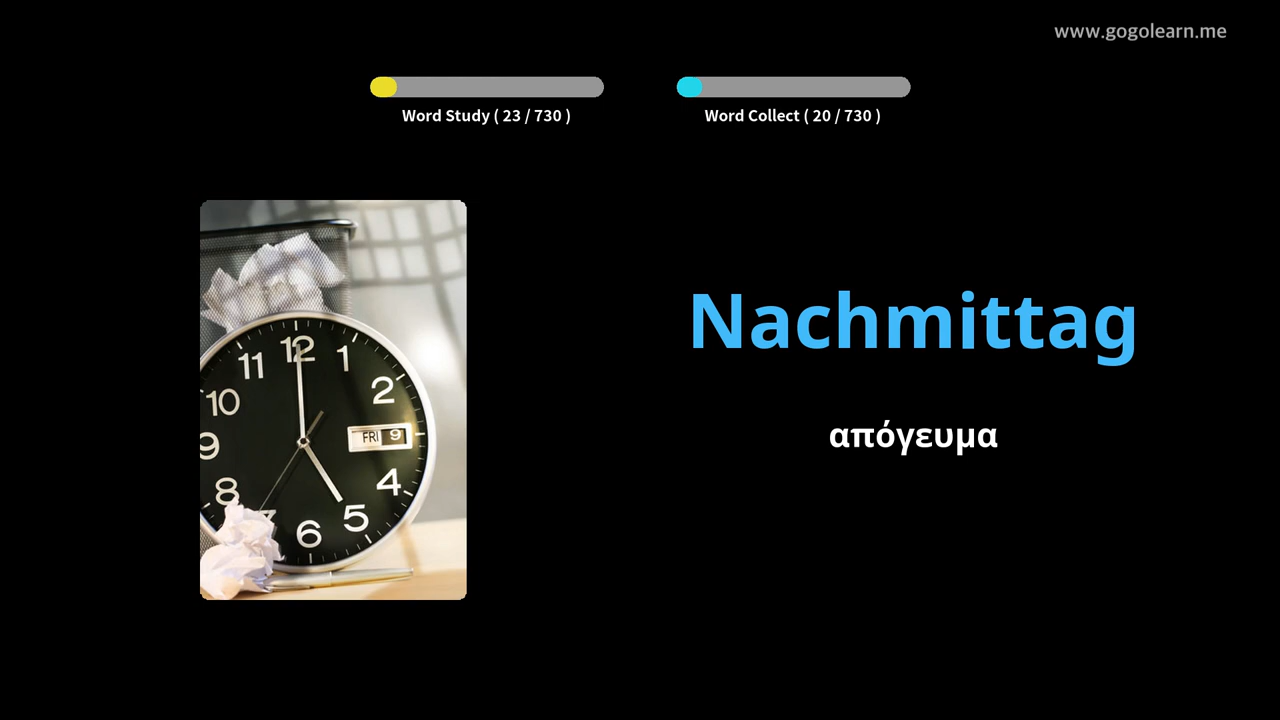 www.gogolearn.me
Word Study ( 23 / 730 )
Word Collect ( 20 / 730 )
12
11
1
10
2
9
FRI 9
8
4
7
5
6
Nachmittag
απόγευμα